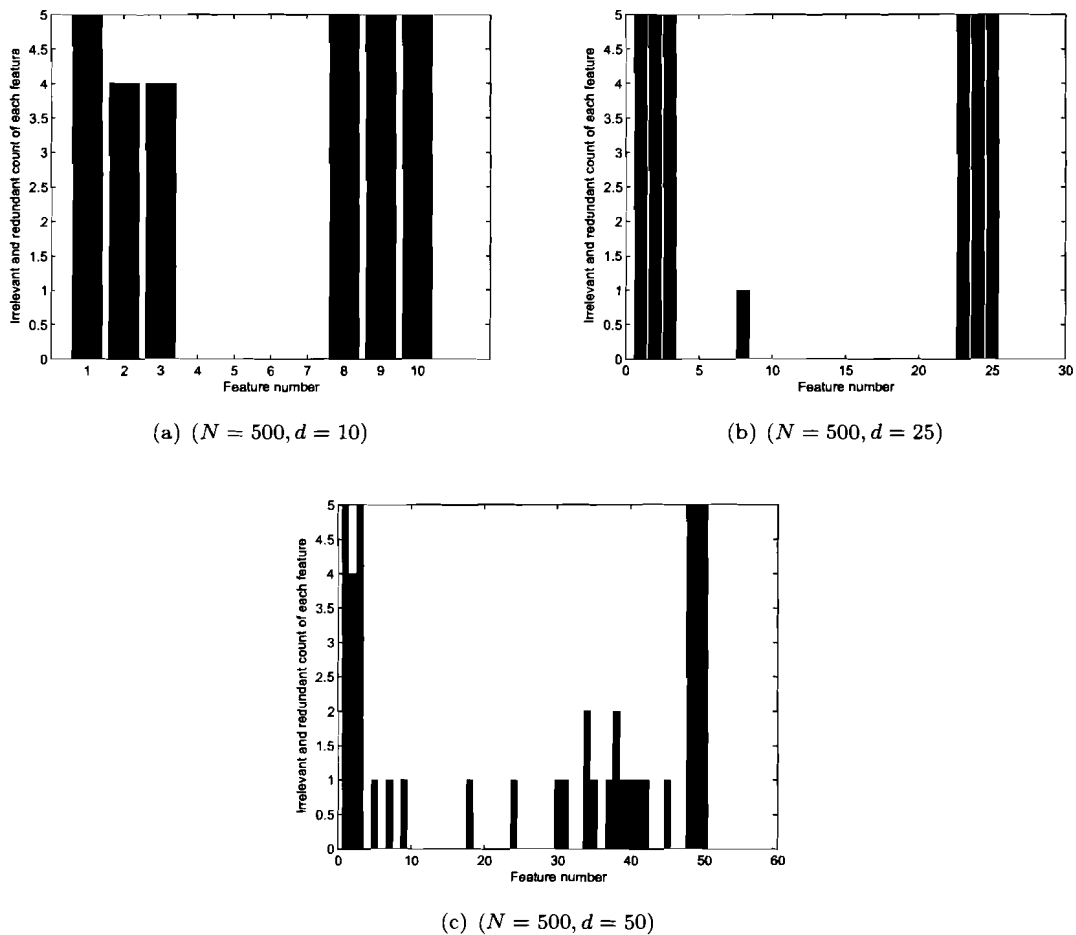 Irrelevant and redundant count of each feature
5
4.5
4
3.5
3
2.5
2
1.5
1
0.5
0
1 2 3 4 5 6 7 8 9 10
Feature number
(a) (N = 500, d = 10)
Irrelevant and redundant count of each feature
5
4.5
4
3.5
3
2.5
2
1.5
1
0.5
0
0 5 10 15 20 25 30
Feature number
(b) (N = 500, d = 25)
Irrelevant and redundant count of each feature
5
4.5
4
3.5
3
2.5
2
1.5
1
0.5
0
0 10 20 30 40 50 60
Feature number
(c) (N = 500, d = 50)